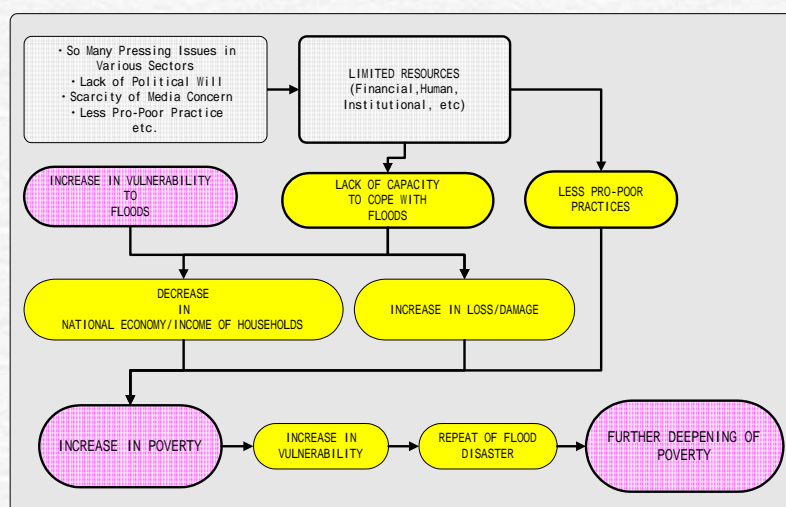 ・So Many Pressing Issues in
Various Sectors
・Lack of Political Will
・Scarcity of Media Concern
・Less Pro-Poor Practice
etc.
LIMITED RESOURCES
(Financial,Human,
Institutional, etc)
INCREASE IN VULNERABILITY
TO
FLOODS
LACK OF CAPACITY
TO COPE WITH
FLOODS
LESS PRO-POOR
PRACTICES
DECREASE
IN
NATIONAL ECONOMY/INCOME OF HOUSEHOLDS
INCREASE IN LOSS/DAMAGE
INCREASE IN POVERTY
INCREASE IN
VULNERABILITY
REPEAT OF FLOOD
DISASTER
FURTHER DEEPENING OF
POVERTY